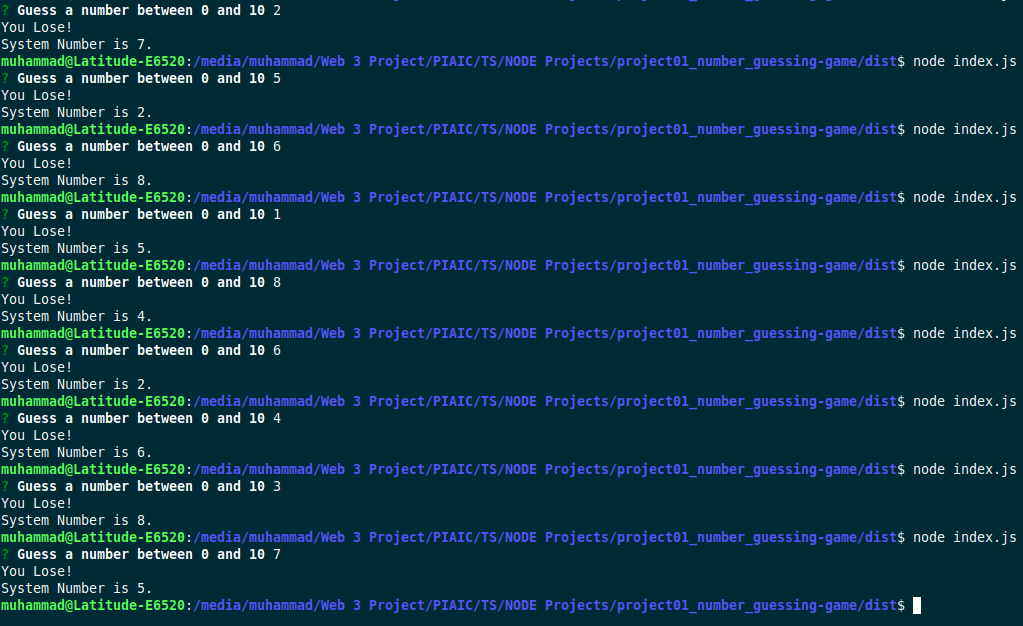 ? Guess a number between 0 and 10 2
You Lose!
System Number is 7.
muhammad@Latitude-E6520:/media/muhammad/Web 3 Project/PIAIC/TS/NODE Projects/project01_number_guessing-game/dist$ node index.js
? Guess a number between 0 and 10 5
You Lose!
System Number is 2.
muhammad@Latitude-E6520:/media/muhammad/Web 3 Project/PIAIC/TS/NODE Projects/project01_number_guessing-game/dist$ node index.js
? Guess a number between 0 and 10 6
You Lose!
System Number is 8.
muhammad@Latitude-E6520:/media/muhammad/Web 3 Project/PIAIC/TS/NODE Projects/project01_number_guessing-game/dist$ node index.js
? Guess a number between 0 and 10 1
You Lose!
System Number is 5.
muhammad@Latitude-E6520:/media/muhammad/Web 3 Project/PIAIC/TS/NODE Projects/project01_number_guessing-game/dist$ node index.js
? Guess a number between 0 and 10 8
You Lose!
System Number is 4.
muhammad@Latitude-E6520:/media/muhammad/Web 3 Project/PIAIC/TS/NODE Projects/project01_number_guessing-game/dist$ node index.js
? Guess a number between 0 and 10 6
You Lose!
System Number is 2.
muhammad@Latitude-E6520:/media/muhammad/Web 3 Project/PIAIC/TS/NODE Projects/project01_number_guessing-game/dist$ node index.js
? Guess a number between 0 and 10 4
You Lose!
System Number is 6.
muhammad@Latitude-E6520:/media/muhammad/Web 3 Project/PIAIC/TS/NODE Projects/project01_number_guessing-game/dist$ node index.js
? Guess a number between 0 and 10 3
You Lose!
System Number is 8.
muhammad@Latitude-E6520:/media/muhammad/Web 3 Project/PIAIC/TS/NODE Projects/project01_number_guessing-game/dist$ node index.js
? Guess a number between 0 and 10 7
You Lose!
System Number is 5.
muhammad@Latitude-E6520:/media/muhammad/Web 3 Project/PIAIC/TS/NODE Projects/project01_number_guessing-game/dist$